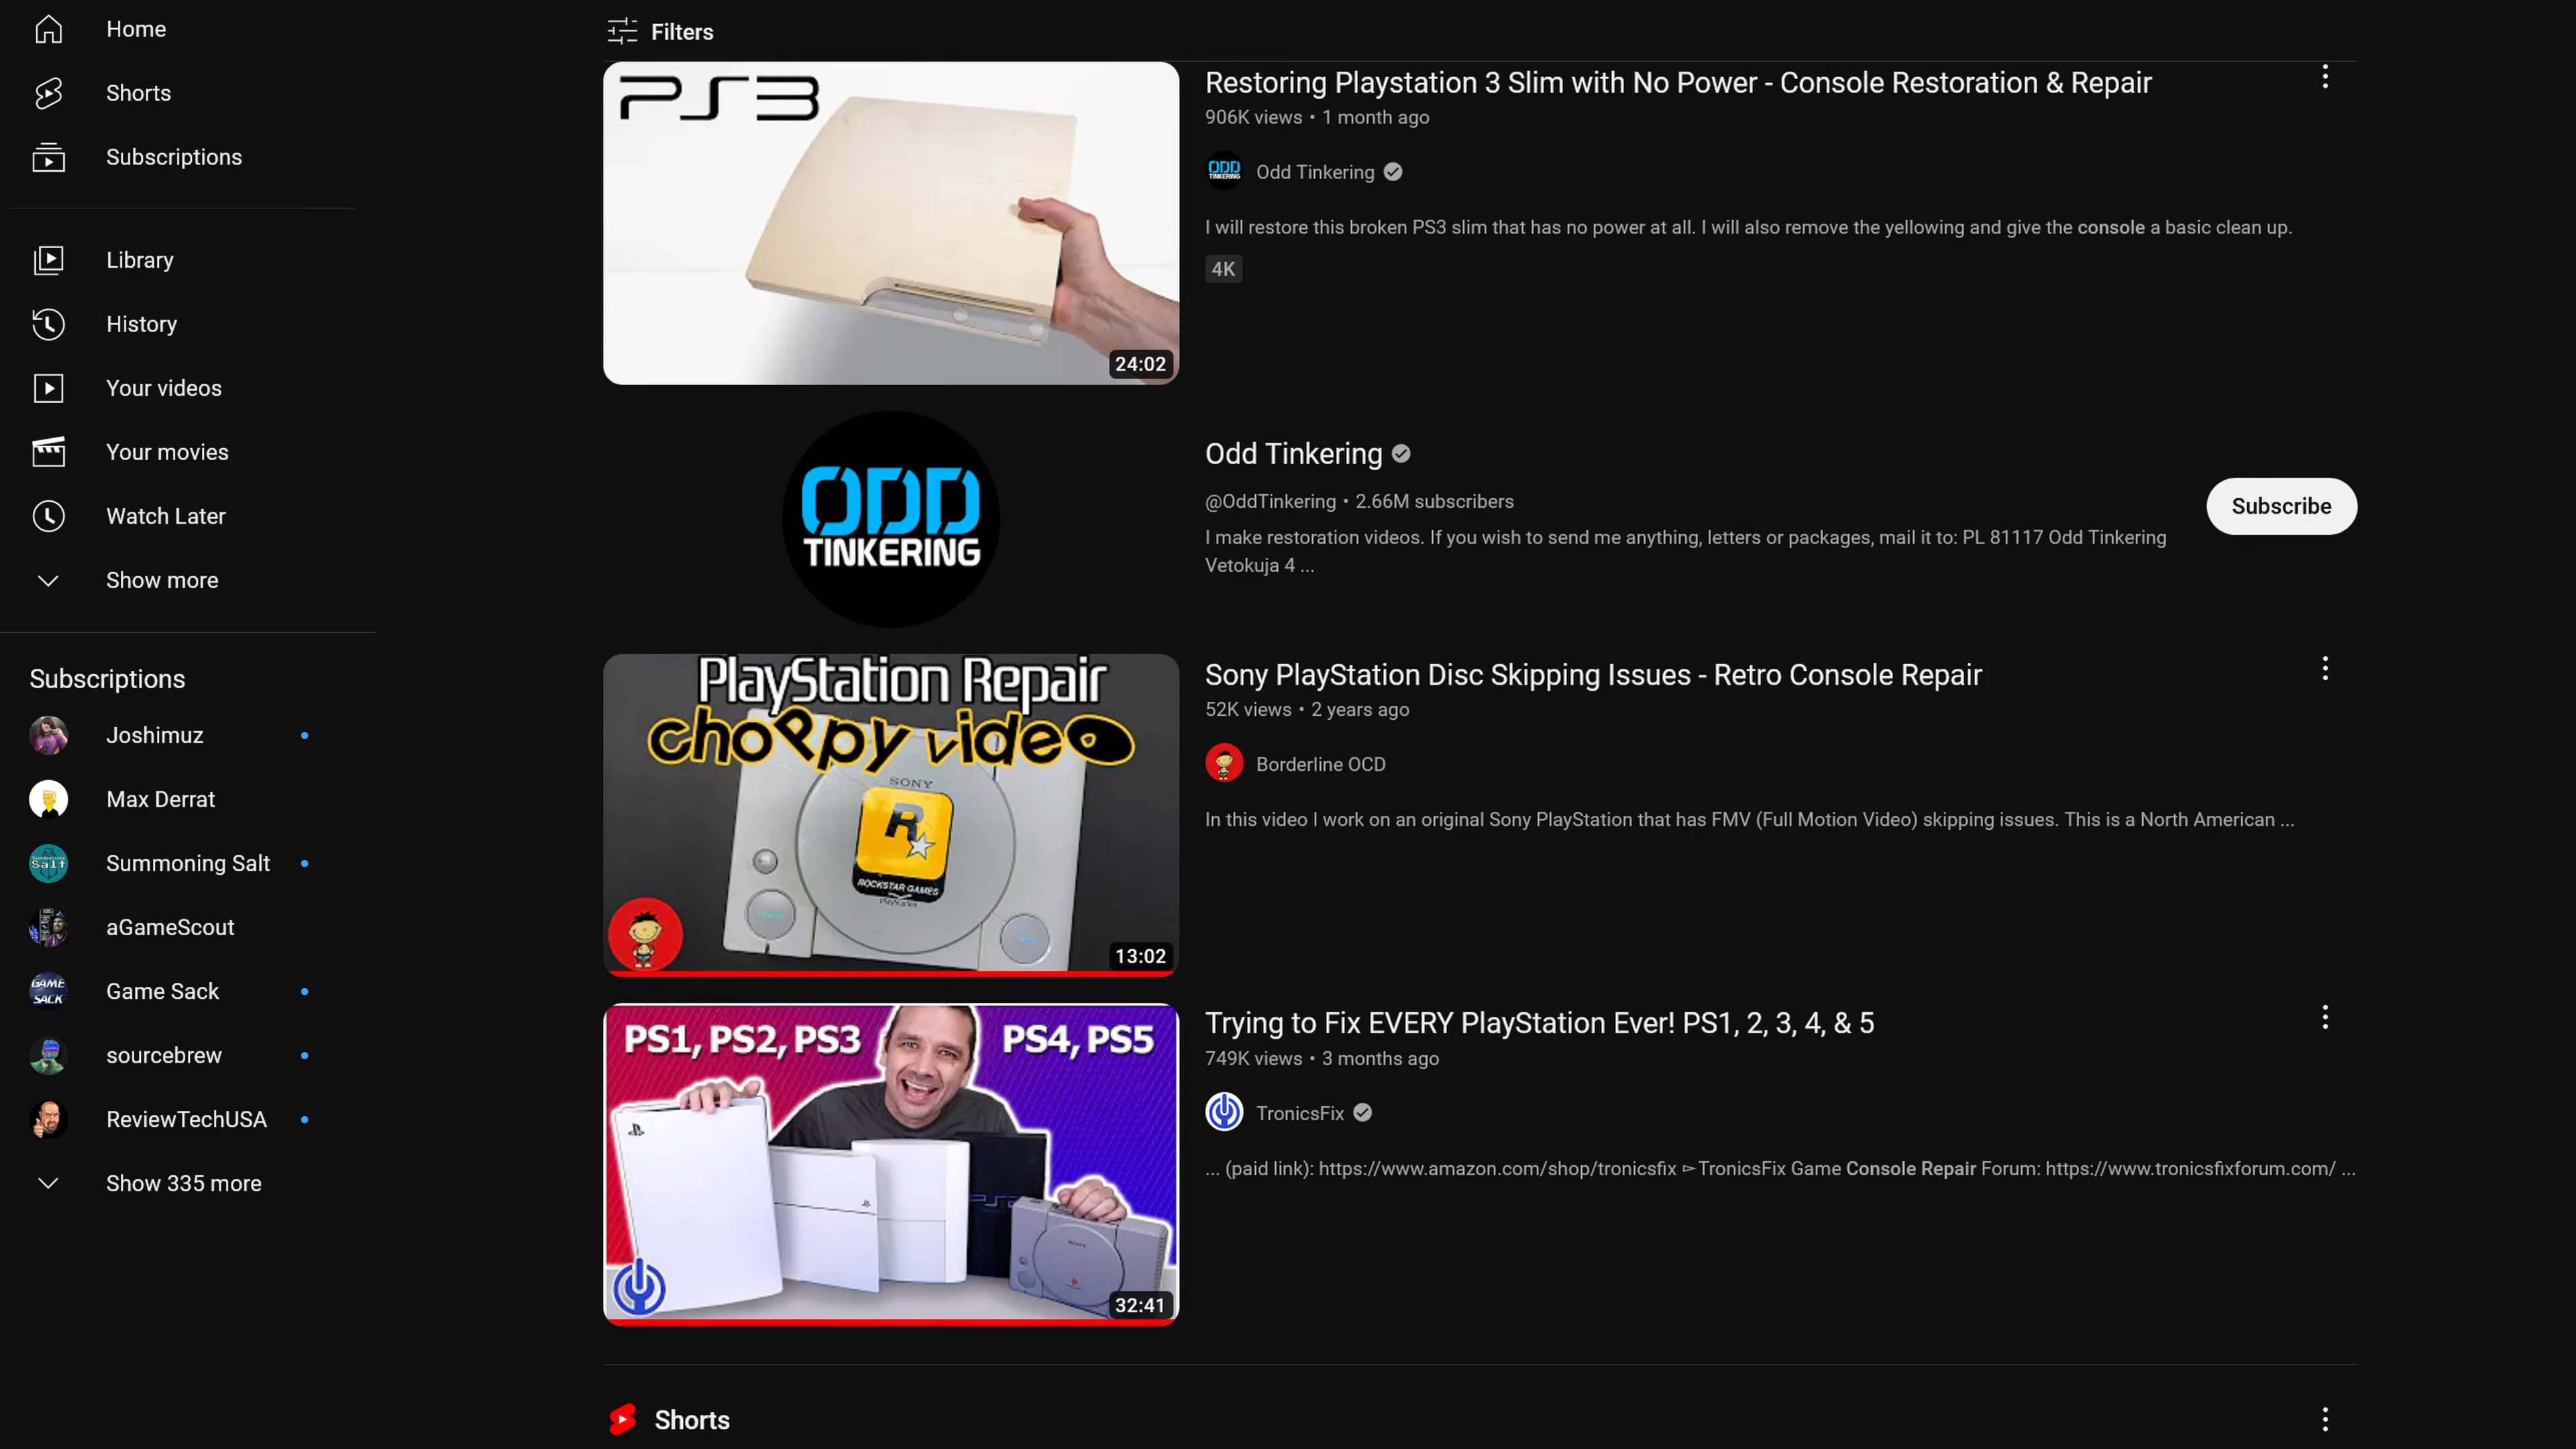 Home
Shorts
Subscriptions
Library
History
Your videos
Your movies
Watch Later
Show more
Subscriptions
Joshimuz
Max Derrat
Summoning Salt
aGameScout
Game Sack
sourcebrew
ReviewTechUSA
Show 335 more
Filters
PS3
24:02
Restoring Playstation 3 Slim with No Power - Console Restoration & Repair
906K views • 1 month ago
ODD TINKERING
Odd Tinkering
I will restore this broken PS3 slim that has no power at all. I will also remove the yellowing and give the console a basic clean up.
4K
ODD
TINKERING
Odd Tinkering
@OddTinkering • 2.66M subscribers
I make restoration videos. If you wish to send me anything, letters or packages, mail it to: PL 81117 Odd Tinkering
Vetokuja 4 ...
Subscribe
PlayStation Repair
choppy video
SONY
R
ROCKSTAR GAMES
PlayStation
13:02
Sony PlayStation Disc Skipping Issues - Retro Console Repair
52K views • 2 years ago
Borderline OCD
In this video I work on an original Sony PlayStation that has FMV (Full Motion Video) skipping issues. This is a North American ...
PS1, PS2, PS3
PS4, PS5
SONY
32:41
Trying to Fix EVERY PlayStation Ever! PS1, 2, 3, 4, & 5
749K views • 3 months ago
TronicsFix
... (paid link): https://www.amazon.com/shop/tronicsfix ►TronicsFix Game Console Repair Forum: https://www.tronicsfixforum.com/ ...
Shorts